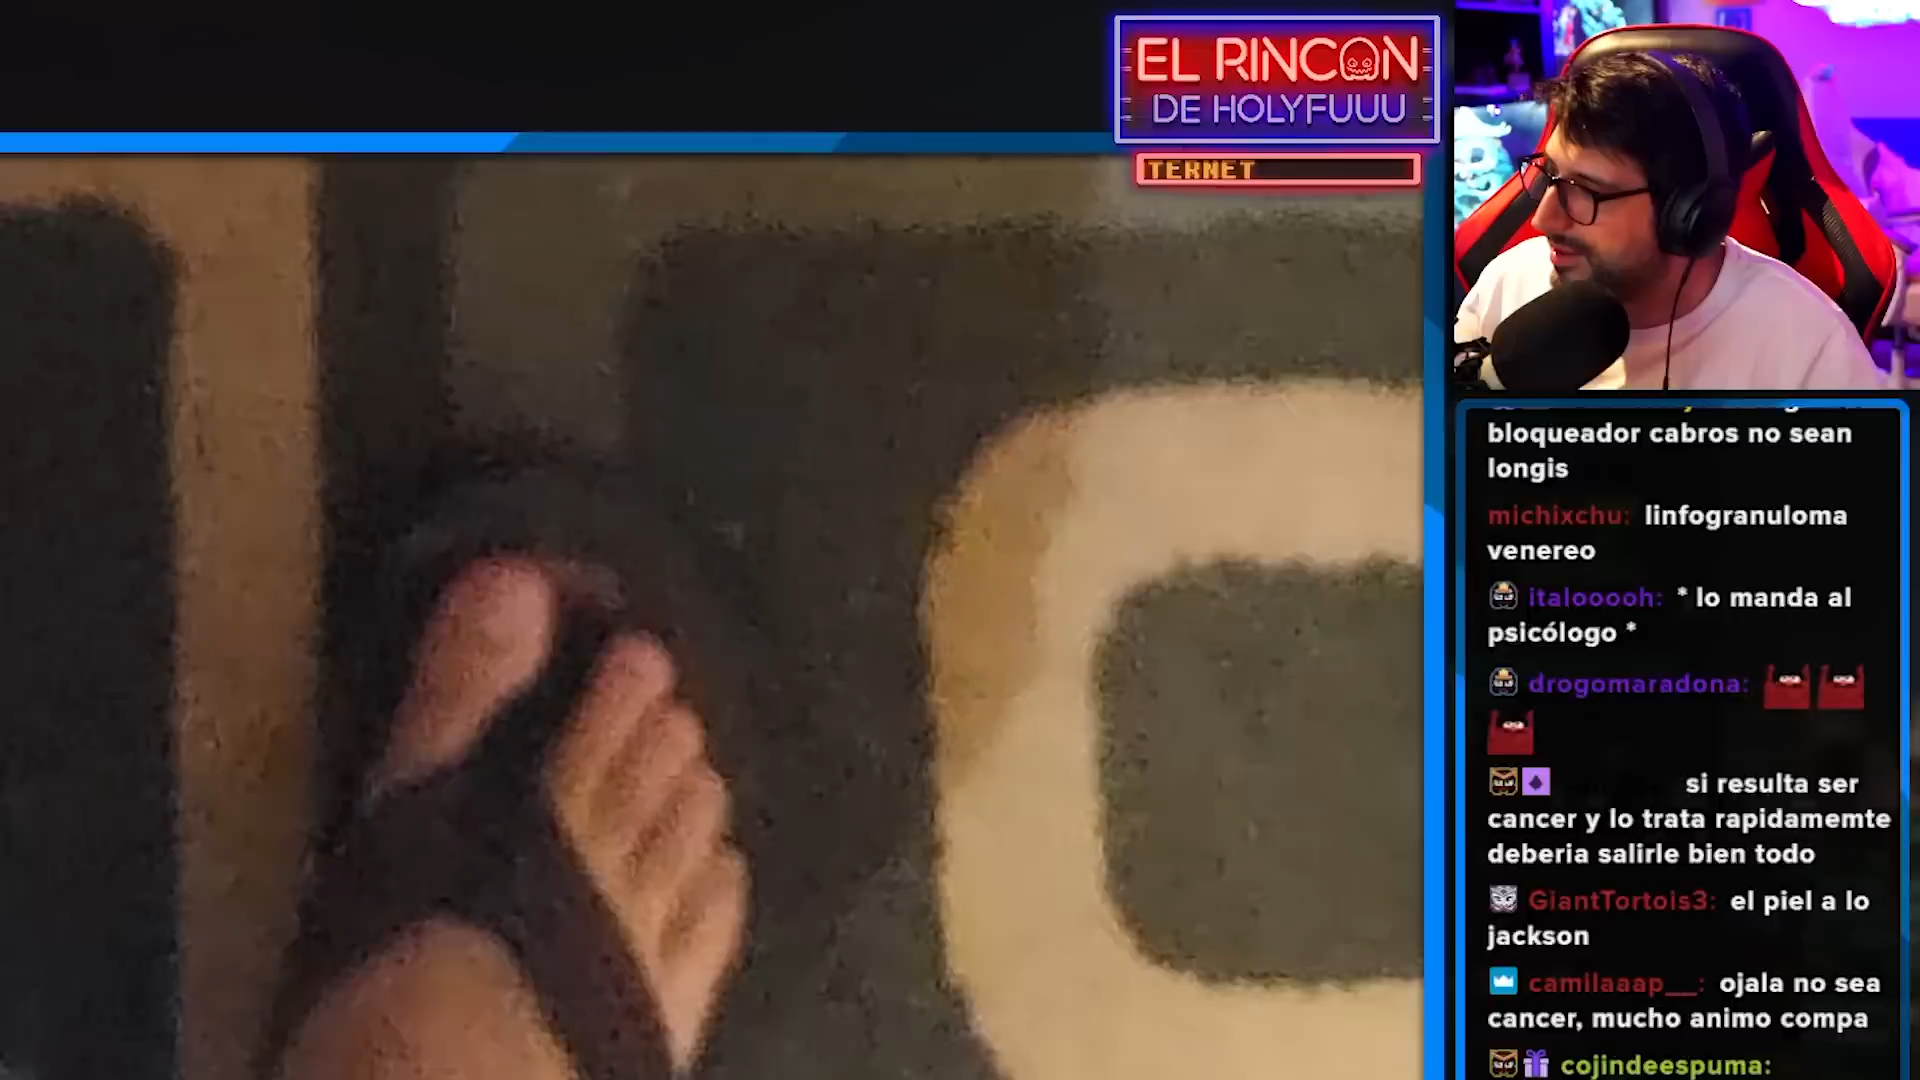 EL RINCON
DE HOLYFUUU
TERNET
bloqueador cabros no sean
longis
michixchu: linfogranuloma
venereo
italooooh: * lo manda al
psicólogo *
drogomaradona:
si resulta ser
cancer y lo trata rapidamemte
deberia salirle bien todo
GiantTortois3: el piel a lo
jackson
camilaaap__: ojala no sea
cancer, mucho animo compa
cojindeespuma: